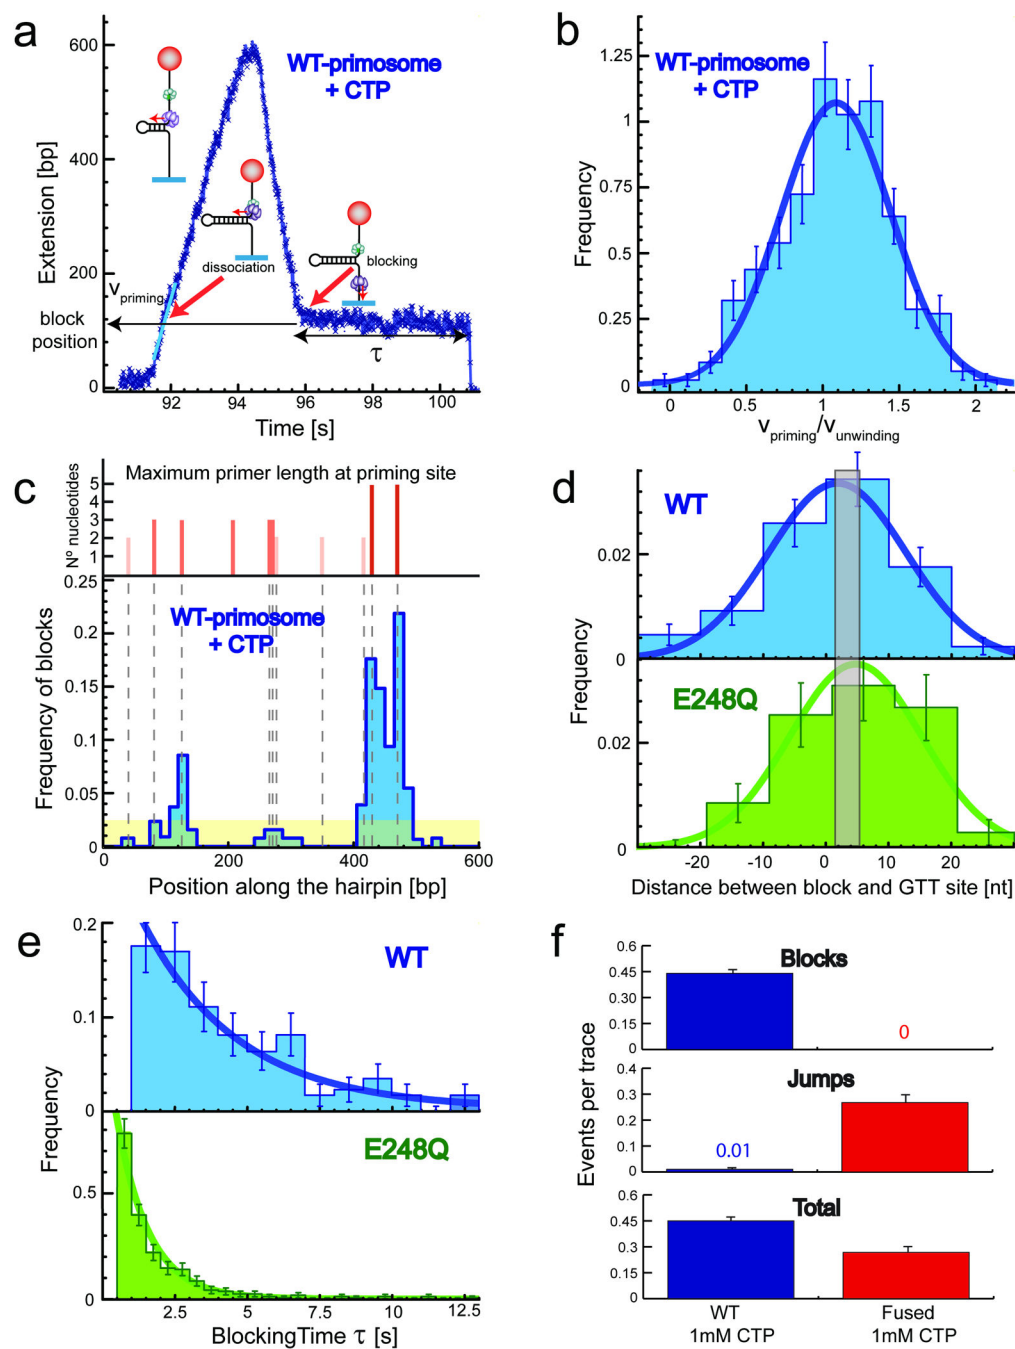 a
Extension [bp]
600
400
200
0
WT-primosome
+ CTP
dissociation
blocking
Vpriming
block
position
τ
92
94
96
98
100
Time [s]
b
Frequency
1.25
1
0.75
0.5
0.25
0
WT-primosome
+ CTP
0
0.5
1
1.5
2
Vpriming/Vunwinding
c
Maximum primer length at priming site
Nº nucleotides
5
4
3
2
1
Frequency of blocks
0.25
0.2
0.15
0.1
0.05
0
WT-primosome
+ CTP
0
200
400
600
Position along the hairpin [bp]
d
WT
Frequency
0.02
0
E248Q
0.02
0
-20
-10
0
10
20
Distance between block and GTT site [nt]
e
WT
Frequency
0.2
0.1
0
E248Q
0.5
0
2.5
5
7.5
10
12.5
BlockingTime τ [s]
f
Events per trace
Blocks
0.6
0.45
0.30
0.15
0
0
Jumps
0.4
0.3
0.2
0.1
0
0.01
Total
0.6
0.45
0.3
0.15
WT
1mM CTP
Fused
1mM CTP